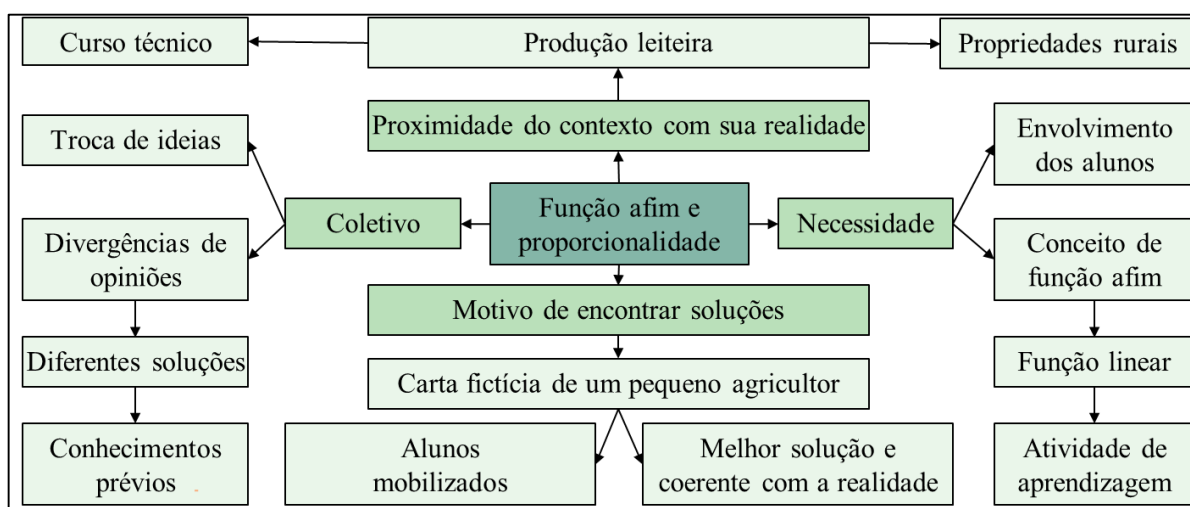 Curso técnico
Produção leiteira
Propriedades rurais
Proximidade do contexto com sua realidade
Troca de ideias
Envolvimento
dos alunos
Coletivo
Função afim e
proporcionalidade
Necessidade
Divergências de
opiniões
Conceito de
função afim
Motivo de encontrar soluções
Diferentes soluções
Carta fictícia de um pequeno agricultor
Função linear
Conhecimentos
prévios
Alunos
mobilizados
Melhor solução e
coerente com a realidade
Atividade de
aprendizagem